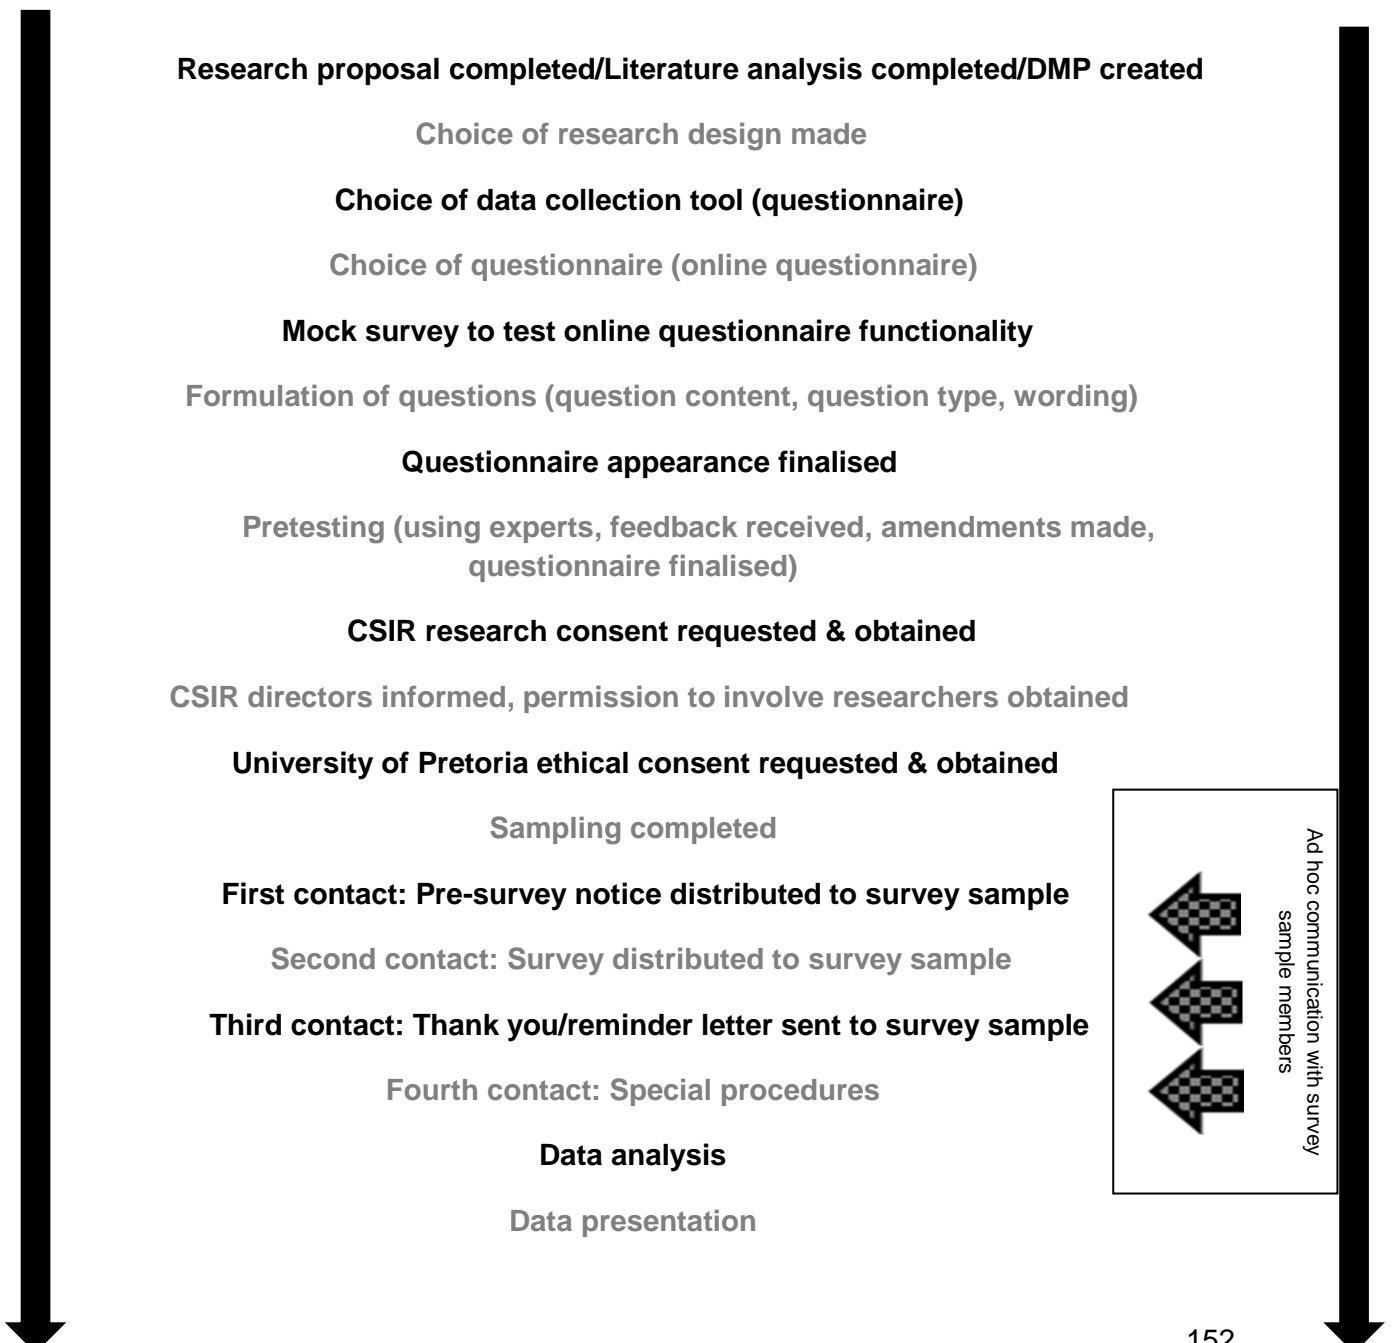 Research proposal completed/Literature analysis completed/DMP created
Choice of research design made
Choice of data collection tool (questionnaire)
Choice of questionnaire (online questionnaire)
Mock survey to test online questionnaire functionality
Formulation of questions (question content, question type, wording)
Questionnaire appearance finalised
Pretesting (using experts, feedback received, amendments made,
questionnaire finalised)
CSIR research consent requested & obtained
CSIR directors informed, permission to involve researchers obtained
University of Pretoria ethical consent requested & obtained
Sampling completed
First contact: Pre-survey notice distributed to survey sample
Second contact: Survey distributed to survey sample
Third contact: Thank you/reminder letter sent to survey sample
Fourth contact: Special procedures
Data analysis
Data presentation
Ad hoc communication with survey
sample members
152